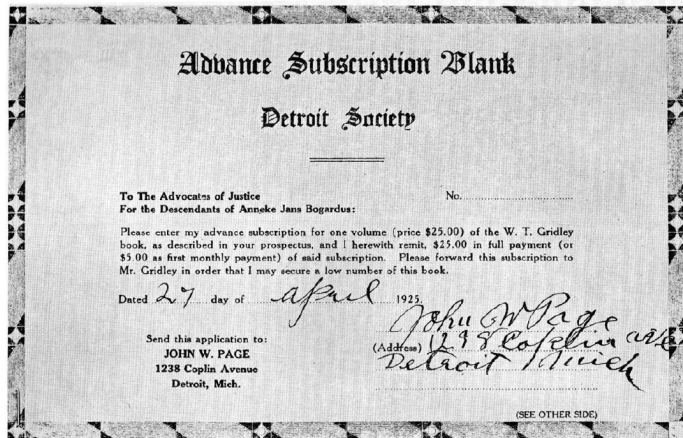 Advance Subscription Blank
Detroit Society
To The Advocates of Justice No.
For the Descendants of Anneke Jans Bogardus:
Please enter my advance subscription for one volume (price $25.00) of the W. T. Gridley
book, as described in your prospectus, and I herewith remit, $25.00 in full payment (or
$5.00 as first monthly payment) of said subscription. Please forward this subscription to
Mr. Gridley in order that I may secure a low number of this book.
Dated 27 day of April 1925
John W Page
(Address) 1298 Coplin ave
Detroit Mich
Send this application to:
JOHN W. PAGE
1238 Coplin Avenue
Detroit, Mich.
(SEE OTHER SIDE)